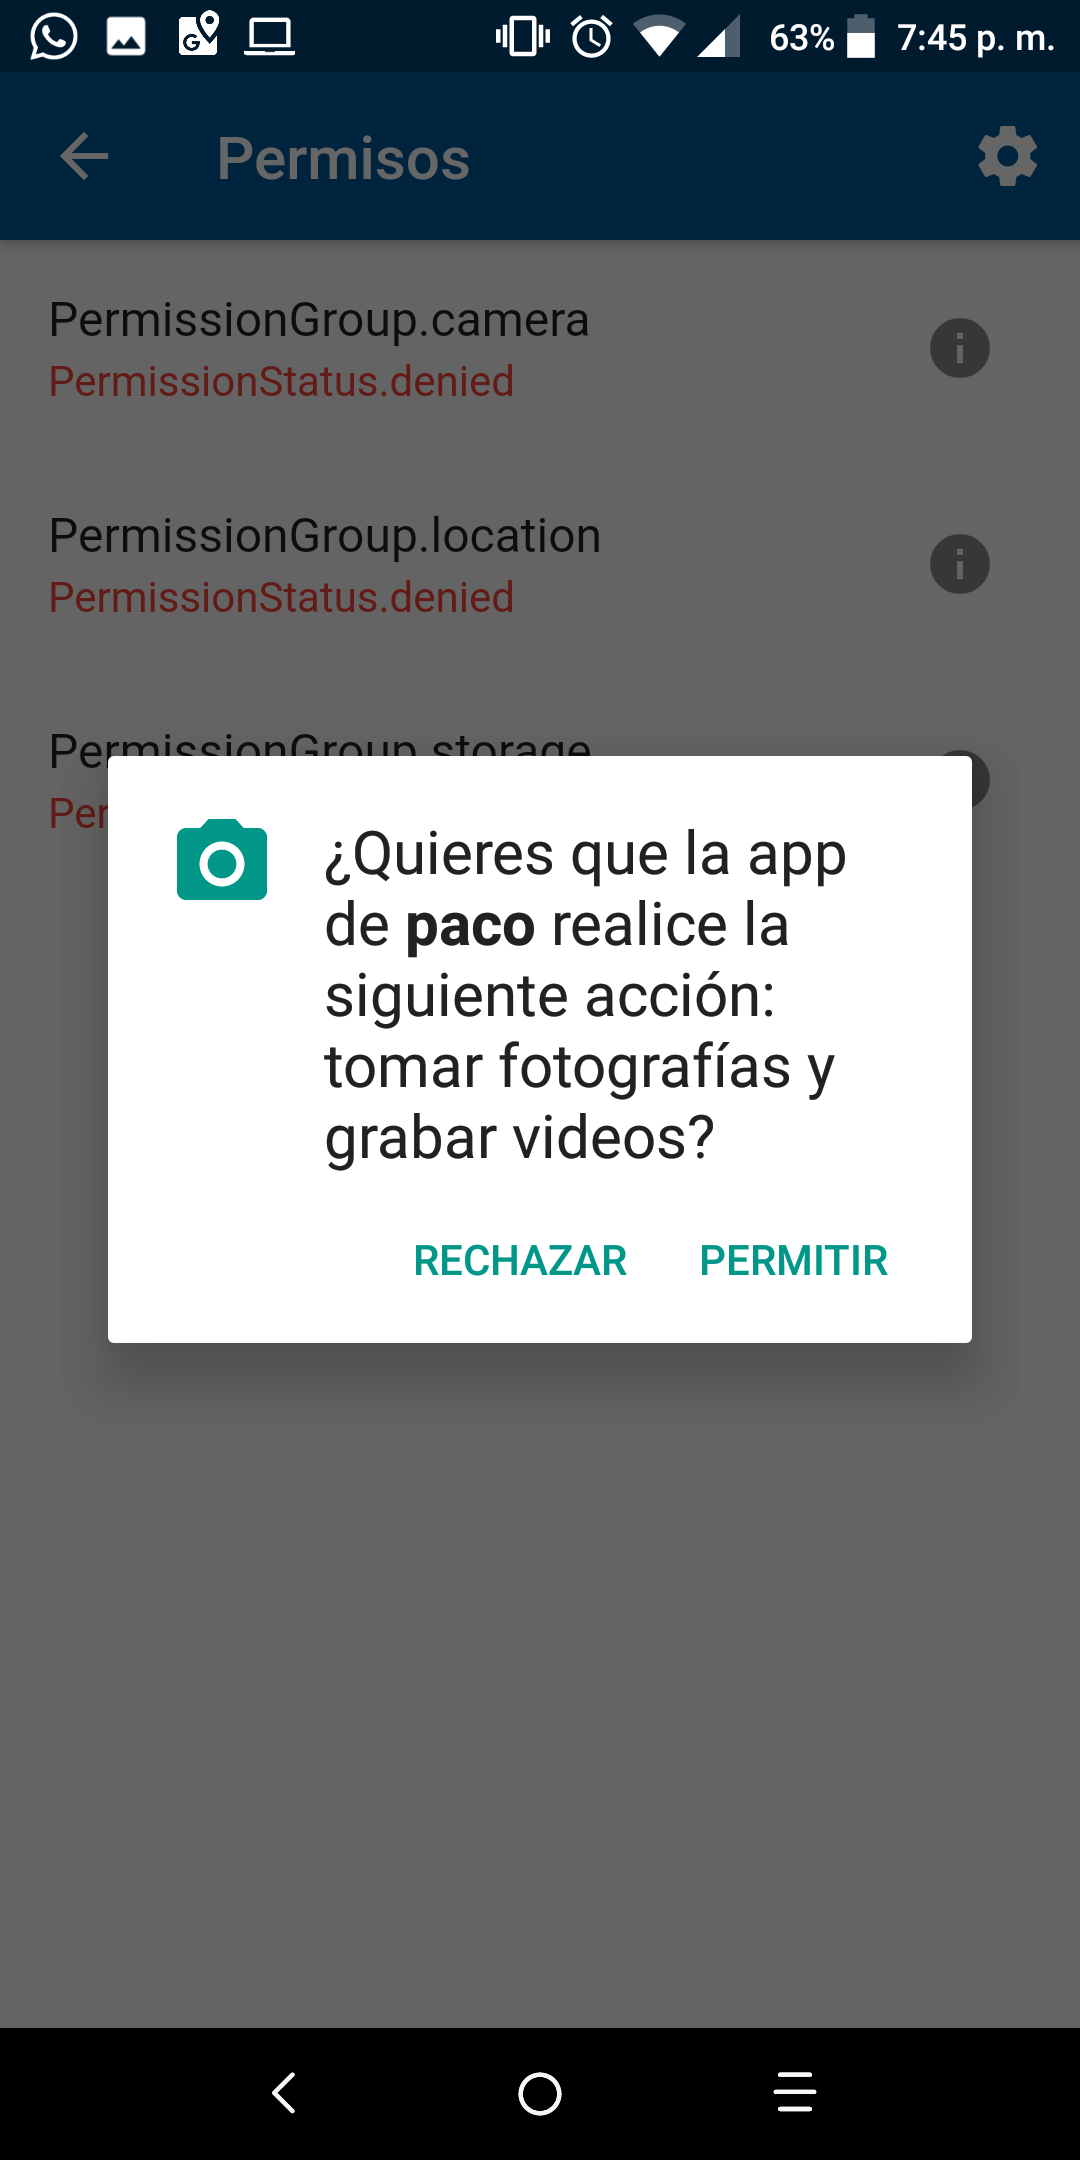 63% 7:45 p. m.
Permisos
PermissionGroup.camera
PermissionStatus.denied
PermissionGroup.location
PermissionStatus.denied
PermissionGroup.storage
Per
¿Quieres que la app
de paco realice la
siguiente acción:
tomar fotografías y
grabar videos?
RECHAZAR PERMITIR